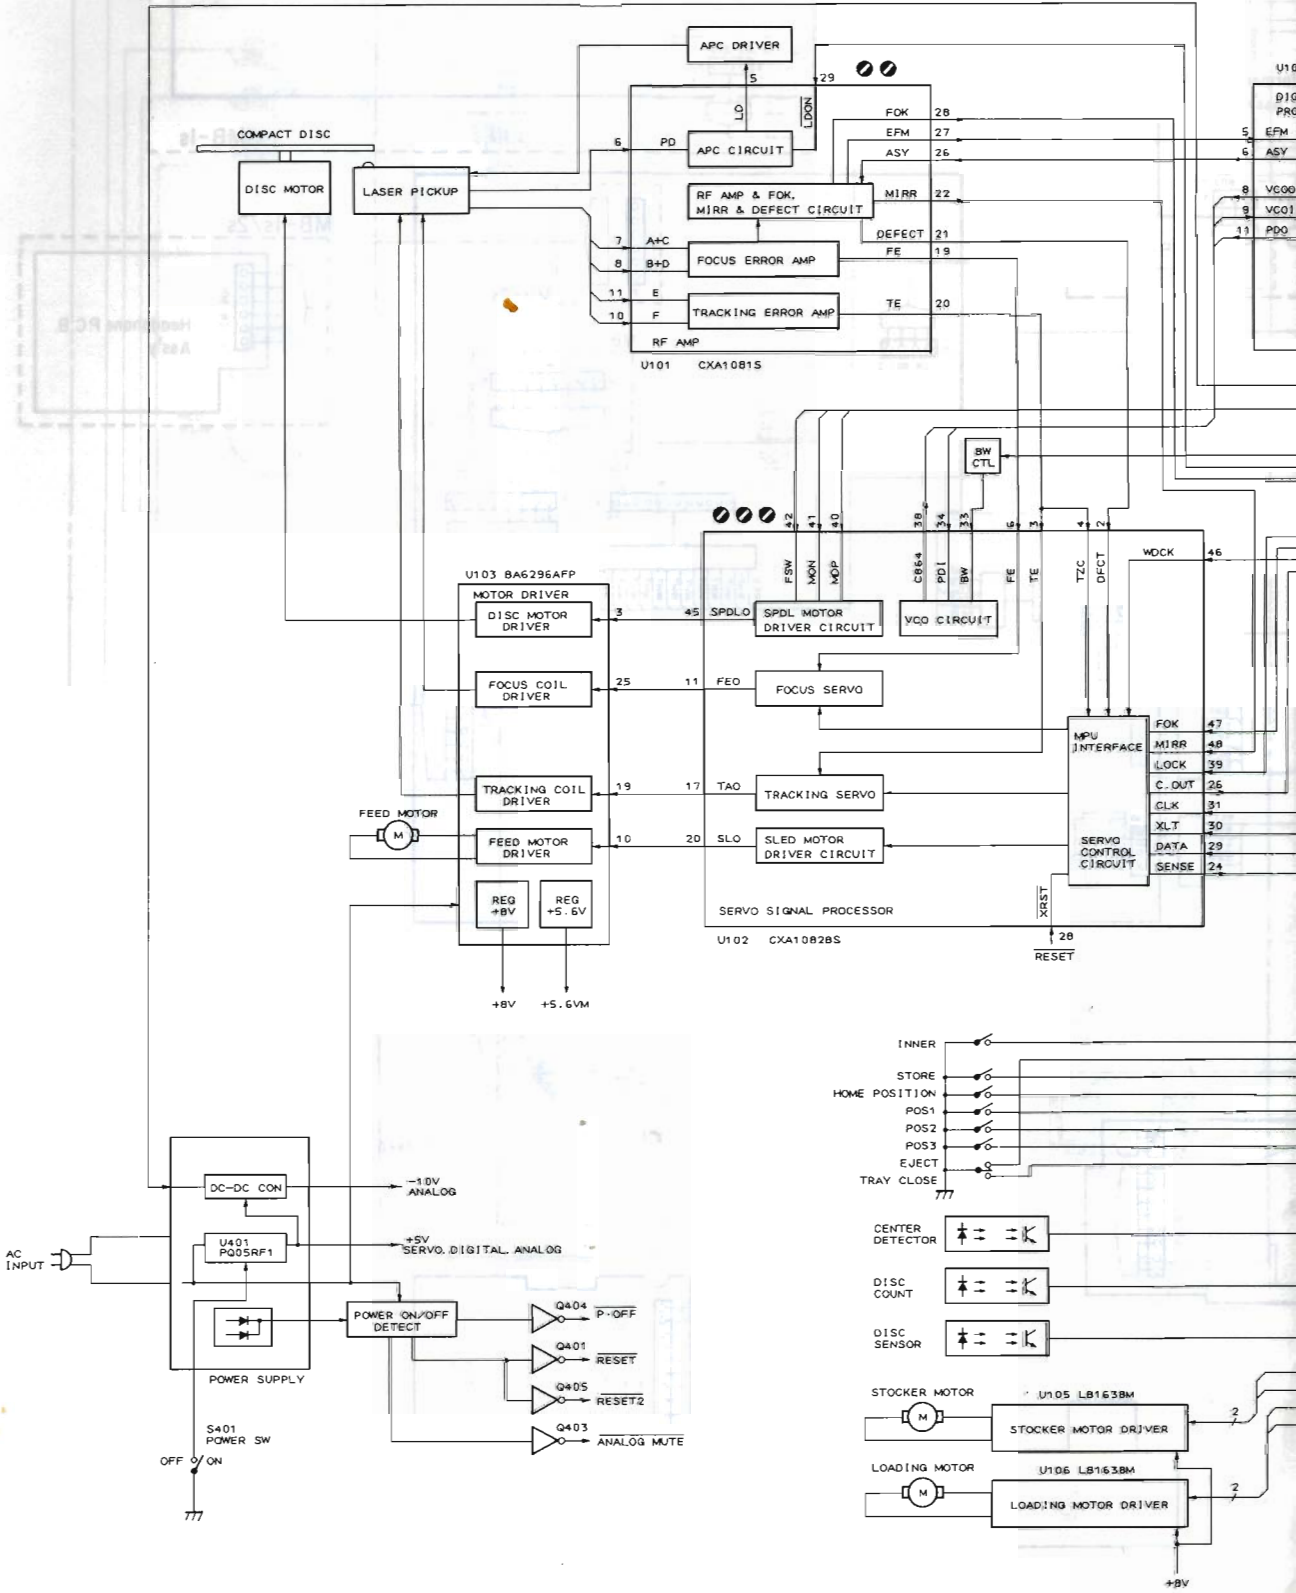 APC DRIVER
5
29
U10
LD
LDON
DIG
PRO
COMPACT DISC
FOK 28
6 PD
APC CIRCUIT
EFM 27
5 EFM
ASY 26
6 ASY
DISC MOTOR
LASER PICKUP
RF AMP & FOK,
MIRR & DEFECT CIRCUIT
MIRR 22
8 VCOO
9 VCOI
DEFECT 21
11 PDO
7 A+C
FE 19
8 B+D
FOCUS ERROR AMP
11 E
TE 20
10 F
TRACKING ERROR AMP
RF AMP
U101 CXA1081S
BW
CTL
42 41 40 38 34 33 6 3 4 2
FSW MON MDP C864 PDI BW FE TE TZC DFCT
WDCK 46
U103 BA6296AFP
MOTOR DRIVER
DISC MOTOR
DRIVER
3
45 SPDLO
SPDL MOTOR
DRIVER CIRCUIT
VCO CIRCUIT
FOCUS COIL
DRIVER
25
11 FEO
FOCUS SERVO
MPU
INTERFACE
FOK 47
MIRR 48
LOCK 39
TRACKING COIL
DRIVER
19
17 TAO
TRACKING SERVO
C.OUT 26
CLK 31
XLT 30
FEED MOTOR
M
FEED MOTOR
DRIVER
10
20 SLO
SLED MOTOR
DRIVER CIRCUIT
SERVO
CONTROL
CIRCUIT
DATA 29
SENSE 24
REG
+8V
REG
+5.6V
XRST
SERVO SIGNAL PROCESSOR
U102 CXA1082BS
28
RESET
+8V +5.6VM
INNER
STORE
HOME POSITION
POS1
POS2
POS3
EJECT
TRAY CLOSE
DC-DC CON
-10V
ANALOG
CENTER
DETECTOR
AC
INPUT
U401
PQ05RF1
+5V
SERVO, DIGITAL, ANALOG
DISC
COUNT
POWER ON/OFF
DETECT
Q404
P·OFF
DISC
SENSOR
Q401
RESET
POWER SUPPLY
Q405
RESET2
STOCKER MOTOR
M
U105 LB1638M
STOCKER MOTOR DRIVER
2
S401
POWER SW
Q403
ANALOG MUTE
OFF ON
LOADING MOTOR
M
U106 LB1638M
LOADING MOTOR DRIVER
2
+8V